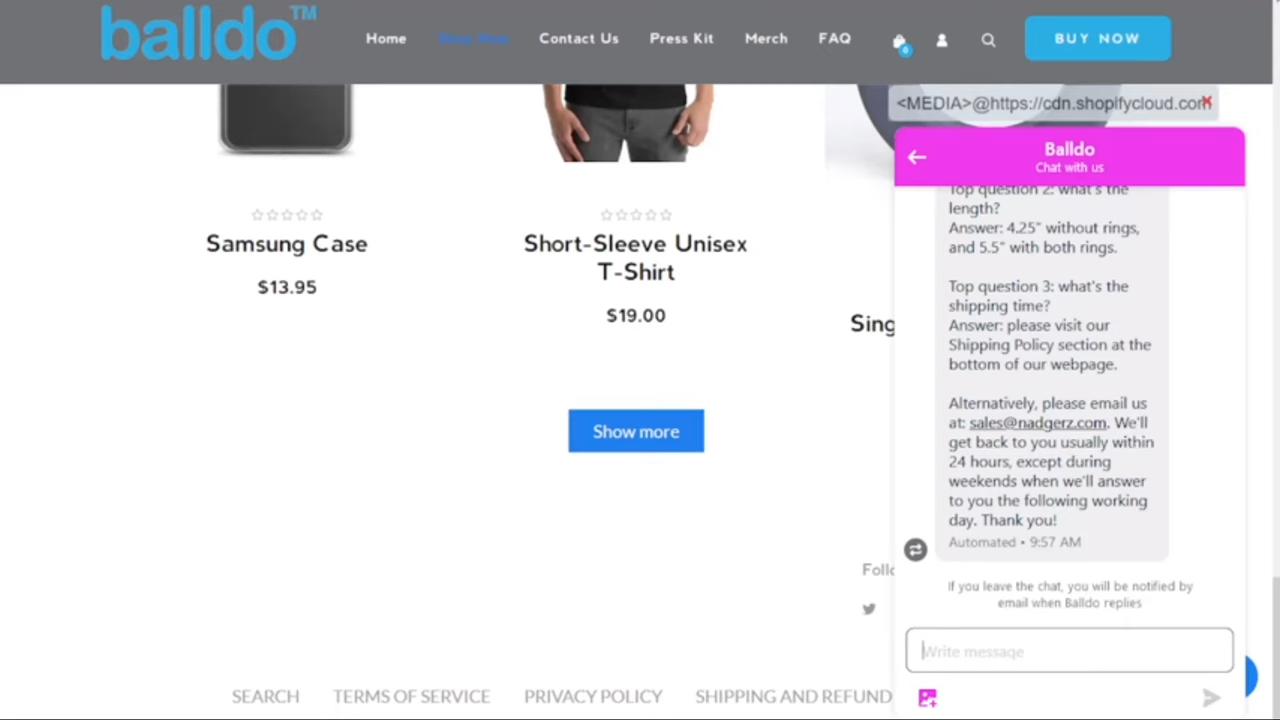 balldo™
Home
Shop Now
Contact Us
Press Kit
Merch
FAQ
0
BUY NOW
<MEDIA>@https://cdn.shopifycloud.com
Samsung Case
$13.95
Short-Sleeve Unisex
T-Shirt
$19.00
Sing
Show more
Follo
SEARCH
TERMS OF SERVICE
PRIVACY POLICY
SHIPPING AND REFUND
Balldo
Chat with us
Top question 2: what's the
length?
Answer: 4.25" without rings,
and 5.5" with both rings.
Top question 3: what's the
shipping time?
Answer: please visit our
Shipping Policy section at the
bottom of our webpage.
Alternatively, please email us
at: sales@nadgerz.com. We'll
get back to you usually within
24 hours, except during
weekends when we'll answer
to you the following working
day. Thank you!
Automated • 9:57 AM
If you leave the chat, you will be notified by
email when Balldo replies
Write message